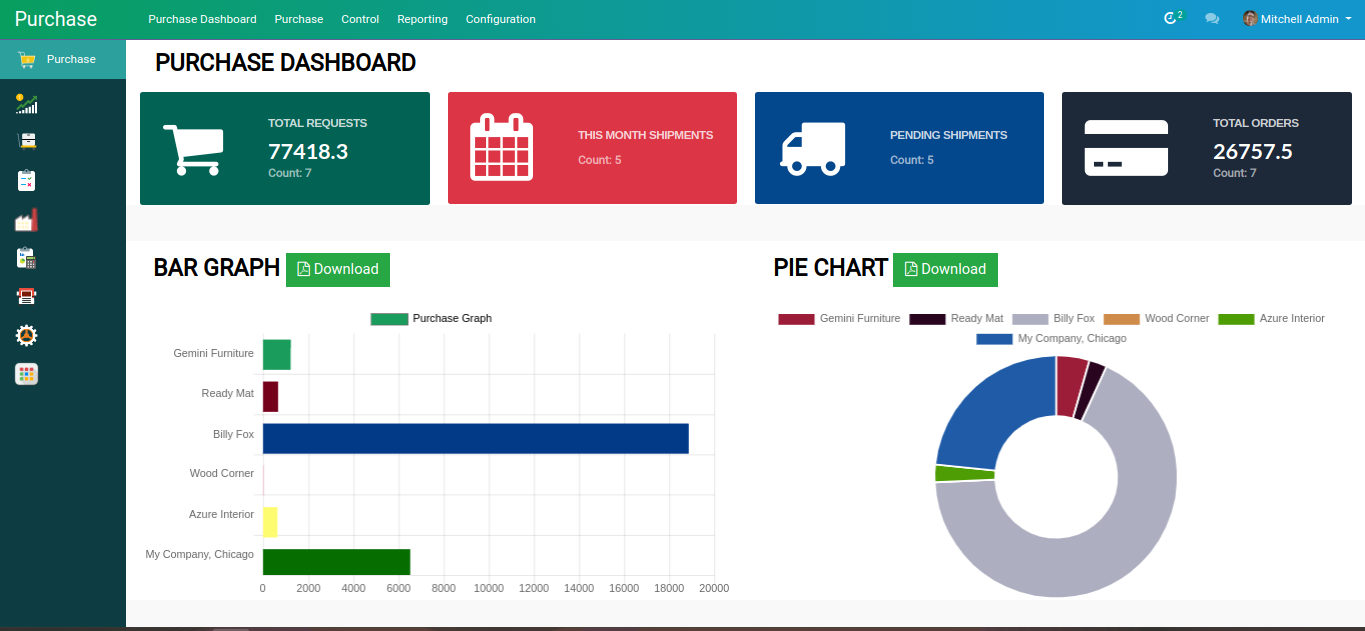 Purchase
Purchase Dashboard Purchase Control Reporting Configuration
2
Mitchell Admin
Purchase
PURCHASE DASHBOARD
TOTAL REQUESTS
77418.3
Count: 7
THIS MONTH SHIPMENTS
Count: 5
PENDING SHIPMENTS
Count: 5
TOTAL ORDERS
26757.5
Count: 7
BAR GRAPH
Download
Purchase Graph
Gemini Furniture
Ready Mat
Billy Fox
Wood Corner
Azure Interior
My Company, Chicago
0 2000 4000 6000 8000 10000 12000 14000 16000 18000 20000
PIE CHART
Download
Gemini Furniture Ready Mat Billy Fox Wood Corner Azure Interior
My Company, Chicago